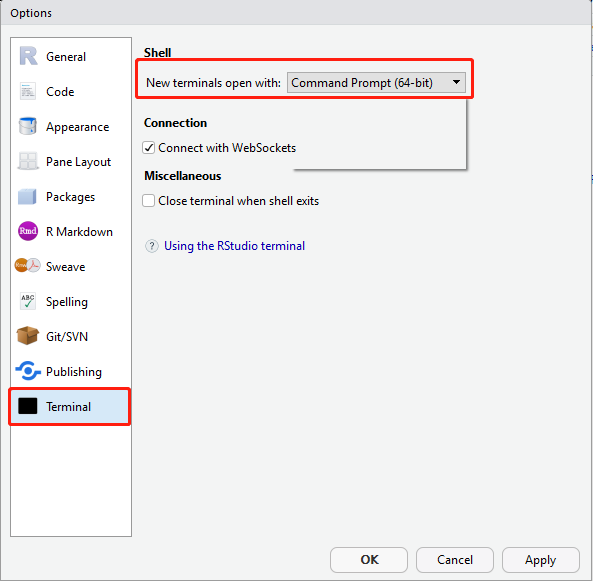 Options
General
Code
Appearance
Pane Layout
Packages
Rmd
R Markdown
Sweave
ABC
Spelling
Git/SVN
Publishing
Terminal
Shell
New terminals open with: Command Prompt (64-bit)
Connection
Connect with WebSockets
Miscellaneous
Close terminal when shell exits
? Using the RStudio terminal
OK Cancel Apply